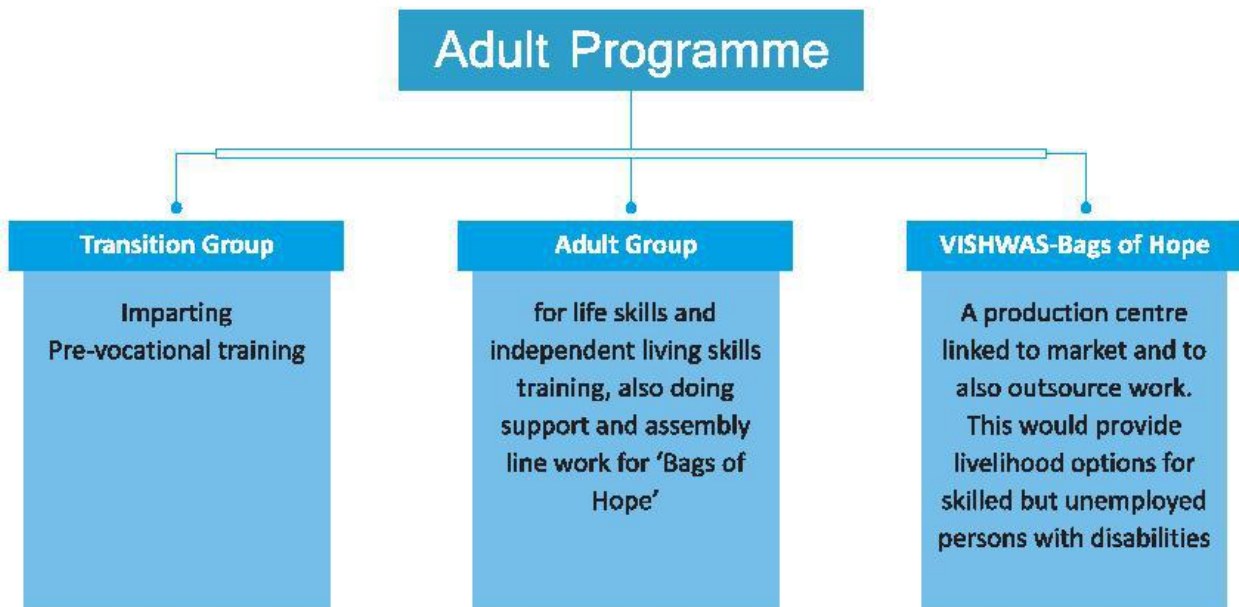 Adult Programme
Transition Group
Imparting
Pre-vocational training
Adult Group
for life skills and
independent living skills
training, also doing
support and assembly
line work for ‘Bags of
Hope’
VISHWAS-Bags of Hope
A production centre
linked to market and to
also outsource work.
This would provide
livelihood options for
skilled but unemployed
persons with disabilities